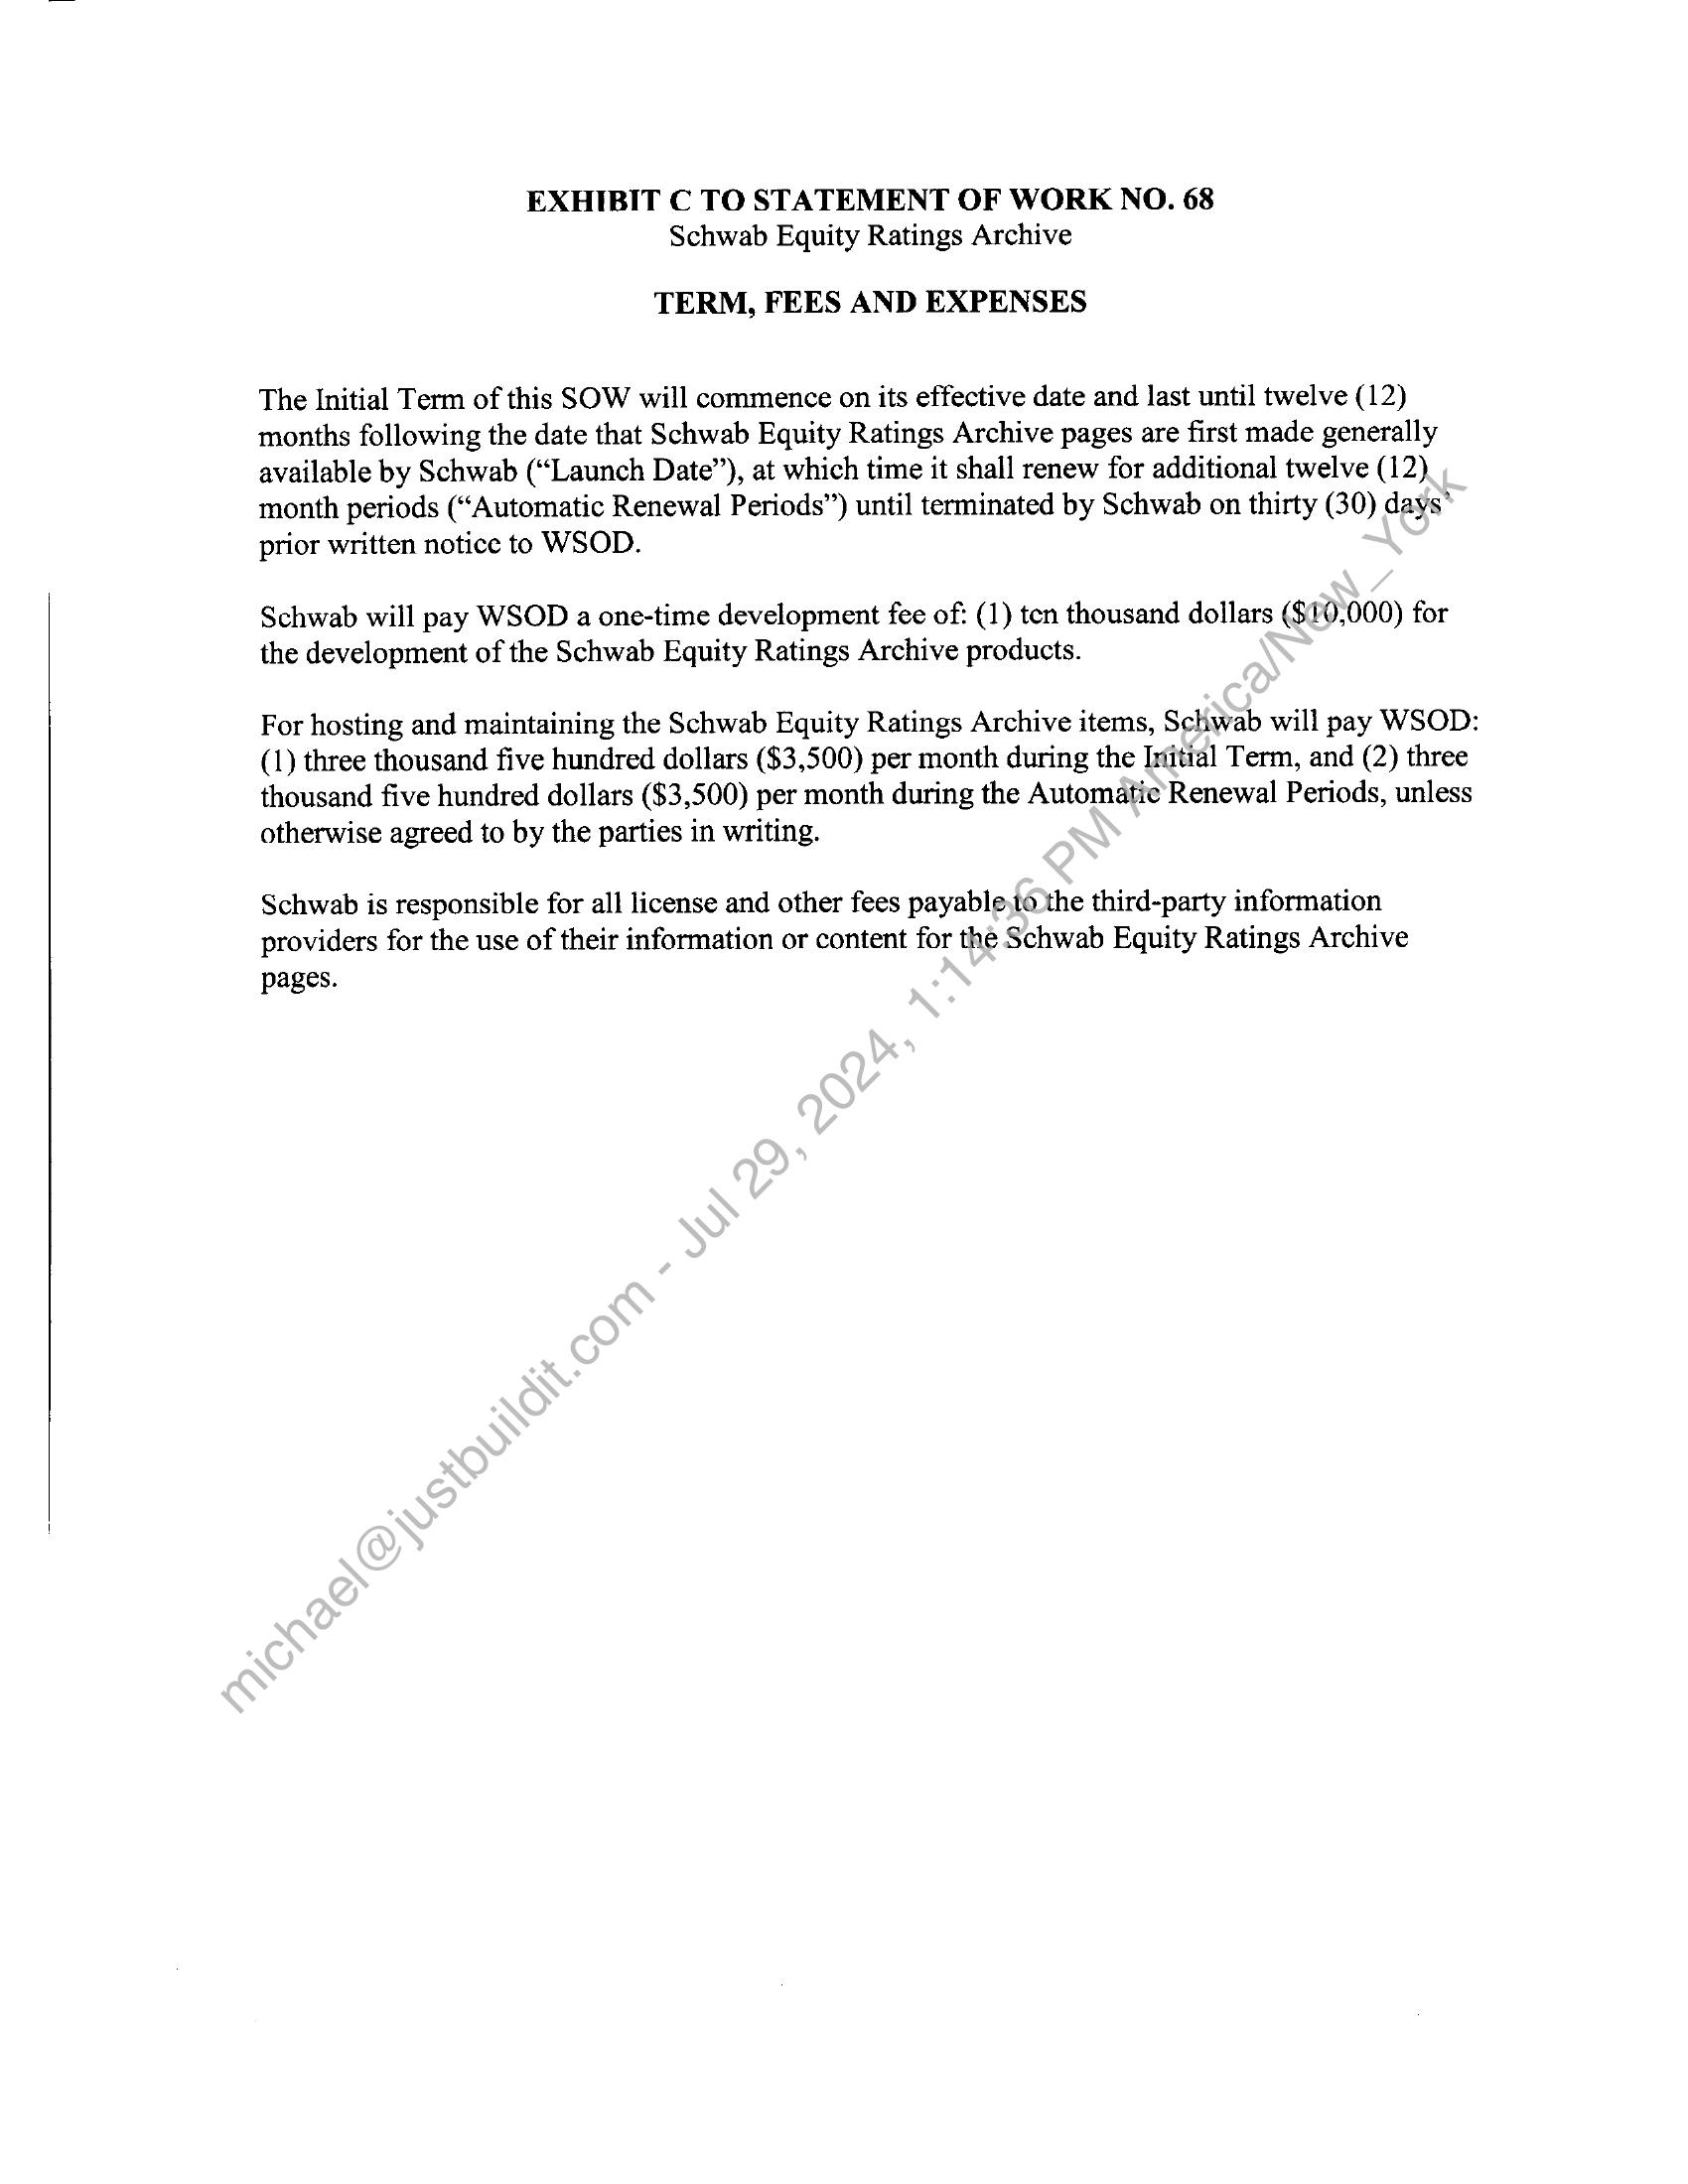 EXHIBIT C TO STATEMENT OF WORK NO. 68
Schwab Equity Ratings Archive
TERM, FEES AND EXPENSES
The Initial Term of this SOW will commence on its effective date and last until twelve (12)
months following the date that Schwab Equity Ratings Archive pages are first made generally
available by Schwab (“Launch Date”), at which time it shall renew for additional twelve (12)
month periods (“Automatic Renewal Periods”) until terminated by Schwab on thirty (30) days’
prior written notice to WSOD.
Schwab will pay WSOD a one-time development fee of: (1) ten thousand dollars ($10,000) for
the development of the Schwab Equity Ratings Archive products.
For hosting and maintaining the Schwab Equity Ratings Archive items, Schwab will pay WSOD:
(1) three thousand five hundred dollars ($3,500) per month during the Initial Term, and (2) three
thousand five hundred dollars ($3,500) per month during the Automatic Renewal Periods, unless
otherwise agreed to by the parties in writing.
Schwab is responsible for all license and other fees payable to the third-party information
providers for the use of their information or content for the Schwab Equity Ratings Archive
pages.
michael@justbuildit.com - Jul 29, 2024, 1:14:36 PM America/New_York